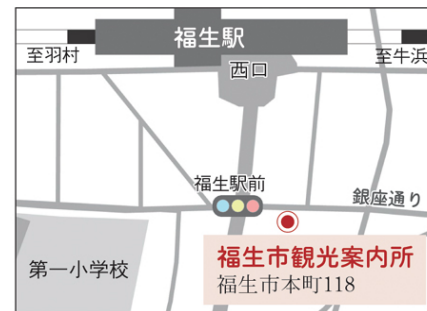 福生駅
至羽村
西口
至牛浜
福生駅前
銀座通り
第一小学校
福生市観光案内所
福生市本町118